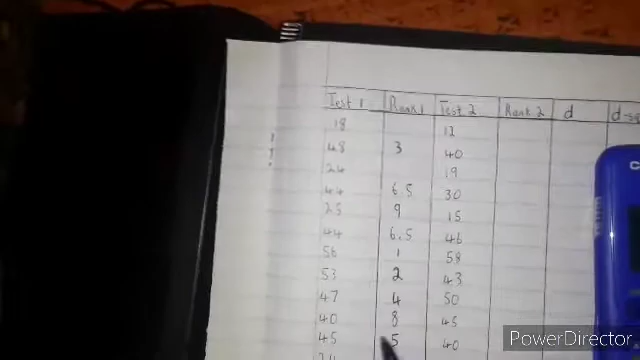 Test 1 Rank 1 Test 2 Rank 2 d
18
48 3 40
24 19
44 6.5 30
25 9 15
44 6.5 46
56 1 58
53 2 43
47 4 50
40 8 45
45 5 40
PowerDirector